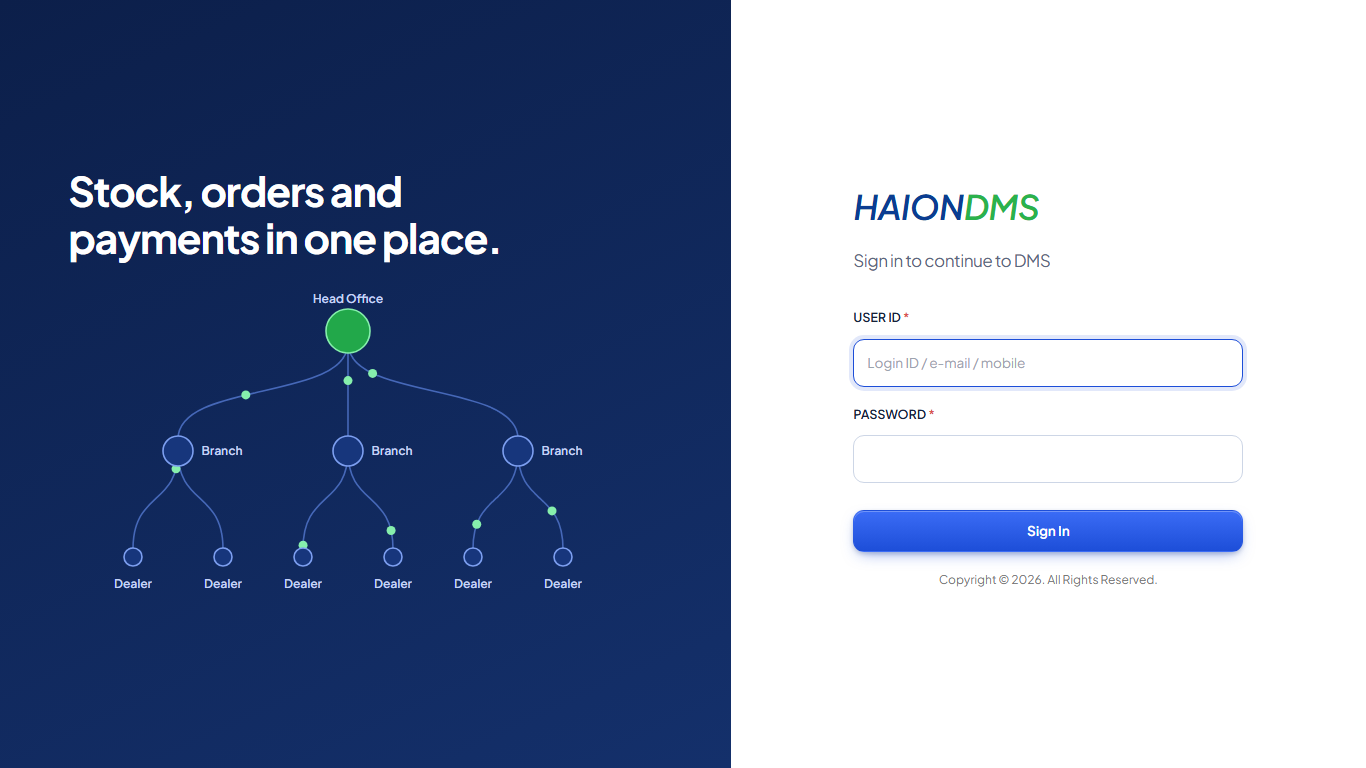 Stock, orders and
payments in one place.
Head Office
Branch
Branch
Branch
Dealer
Dealer
Dealer
Dealer
Dealer
Dealer
HAIONDMS
Sign in to continue to DMS
USER ID *
Login ID / e-mail / mobile
PASSWORD *
Sign In
Copyright © 2026. All Rights Reserved.